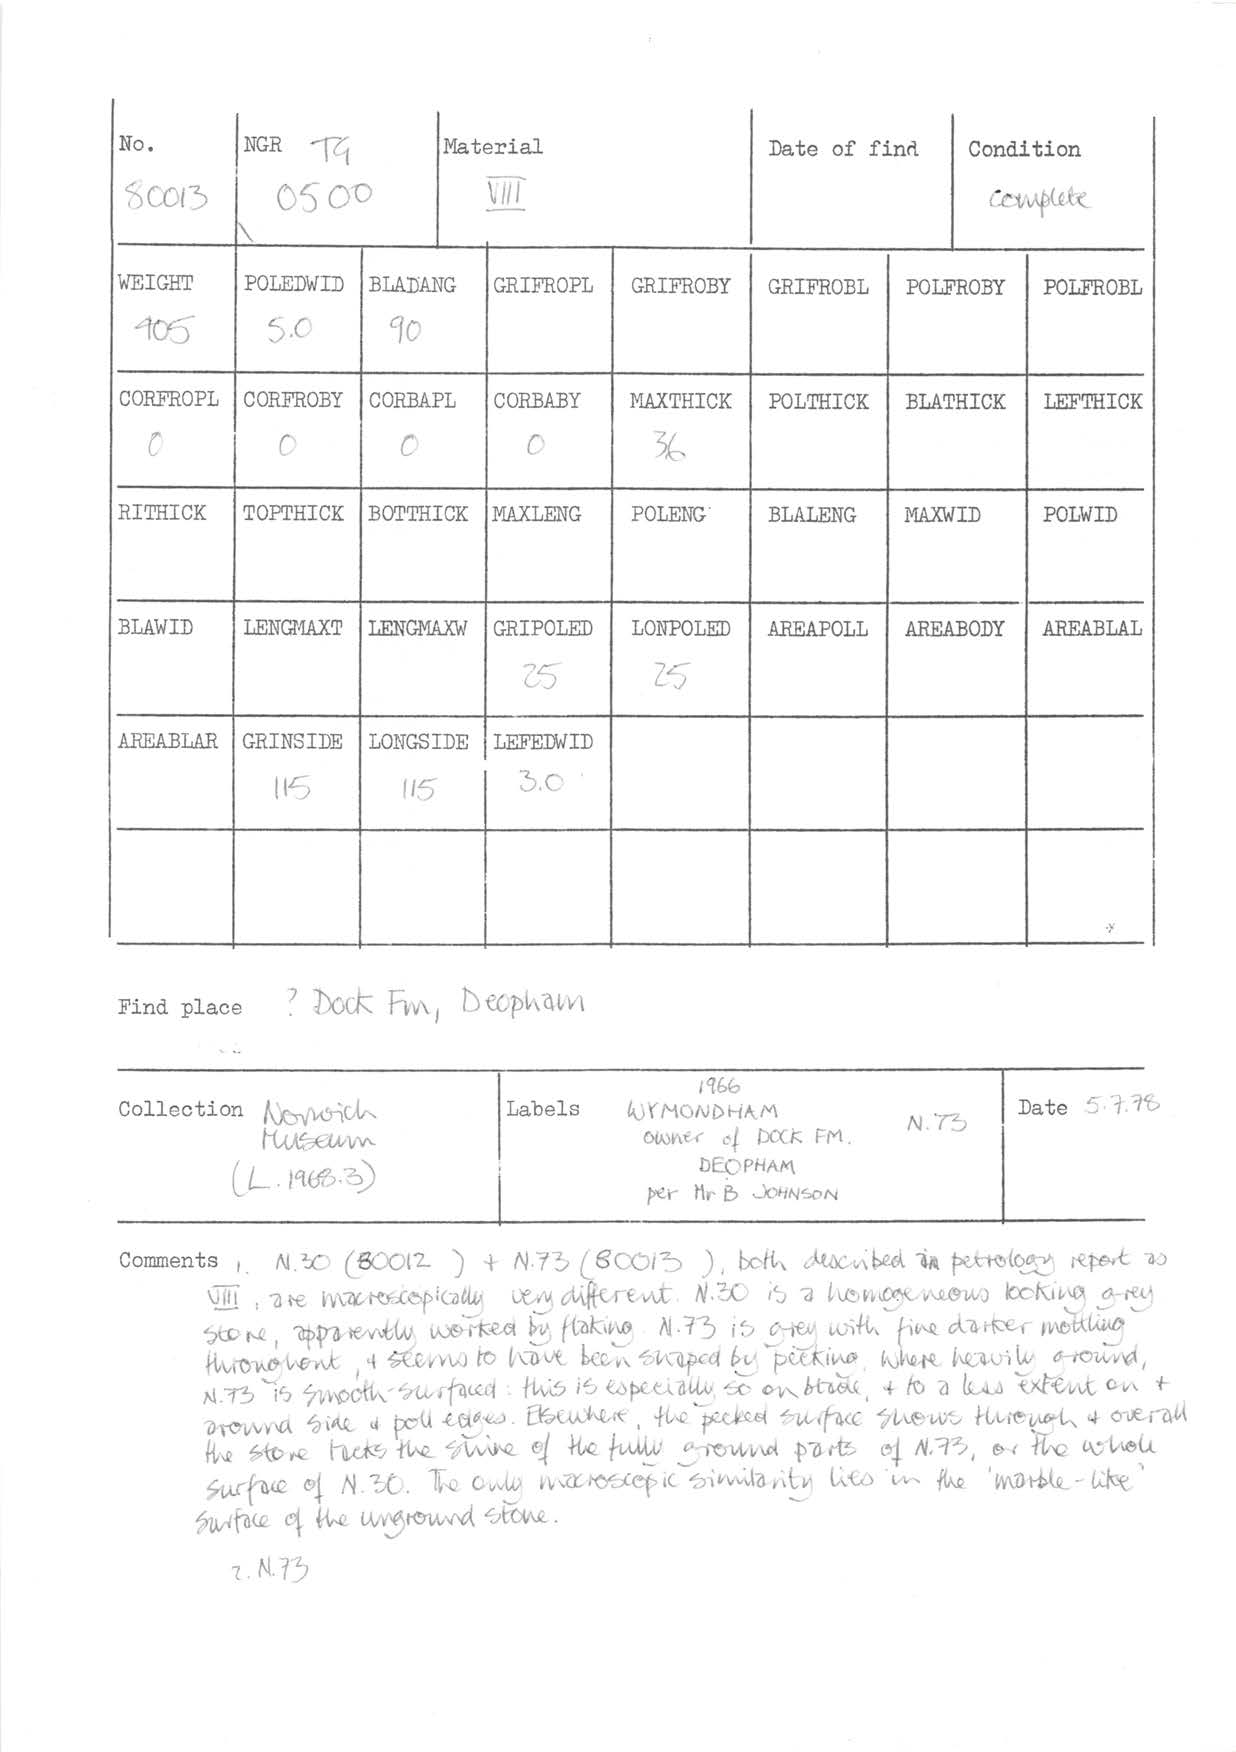 No. NGR TG Material Date of find Condition
80013 0500 VIII complete
WEIGHT POLEDWID BLADANG GRIFROPL GRIFROBY GRIFROBL POLFROBY POLFROBL
405 5.0 90
CORFROPL CORFROBY CORBAPL CORBABY MAXTHICK POLTHICK BLATHICK LEFTHICK
0 0 0 0 36
RITHICK TOPTHICK BOTTHICK MAXLENG POLENG BLALENG MAXWID POLWID
BLAWID LENGMAXT LENGMAXW GRIPOLED LONPOLED AREAPOLL AREABODY AREABLAL
25 25
AREABLAR GRINSIDE LONGSIDE LEFEDWID
115 115 3.0
Find place ? Dock Fm, Deopham
Collection Norwich
Museum
(L.1968.3)
Labels 1966
WYMONDHAM
owner of DOCK FM.
DEOPHAM
per Mr B JOHNSON
N.73
Date 5.7.78
Comments 1. N.30 (80012 ) + N.73 (80013 ), both described in petrology report as
VIII, are macroscopically very different. N.30 is a homogeneous looking grey
stone, apparently worked by flaking. N.73 is grey with fine darker mottling
throughout, + seems to have been shaped by pecking. Where heavily ground,
N.73 is smooth-surfaced: this is especially so on blade, + to a less extent on +
around side + poll edges. Elsewhere, the pecked surface shows through + overall
the stone lacks the shine of the fully ground parts of N.73, or the whole
surface of N.30. The only macroscopic similarity lies in the 'marble-like'
surface of the unground stone.
2. N.73